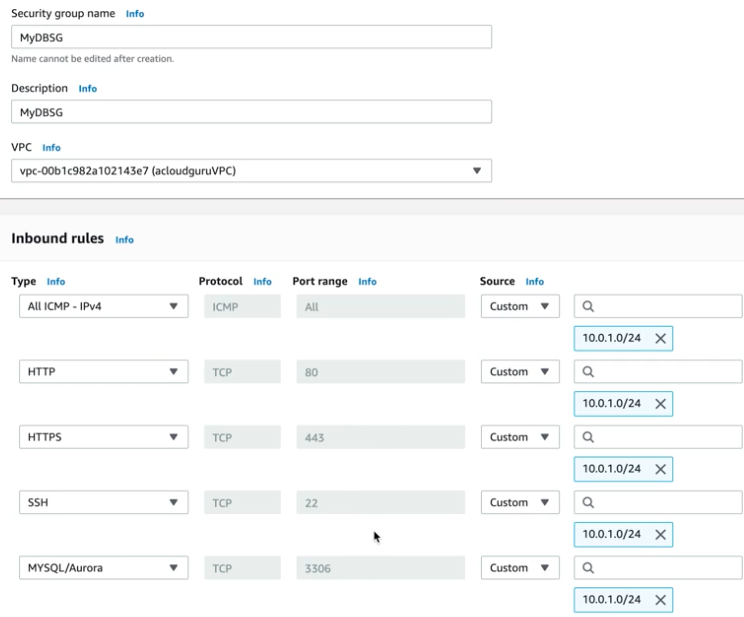 Security group name Info
MyDBSG
Name cannot be edited after creation.
Description Info
MyDBSG
VPC Info
vpc-00b1c982a102143e7 (acloudguruVPC)
Inbound rules Info
Type Info Protocol Info Port range Info Source Info
All ICMP - IPv4 ICMP All Custom
10.0.1.0/24
HTTP TCP 80 Custom
10.0.1.0/24
HTTPS TCP 443 Custom
10.0.1.0/24
SSH TCP 22 Custom
10.0.1.0/24
MYSQL/Aurora TCP 3306 Custom
10.0.1.0/24